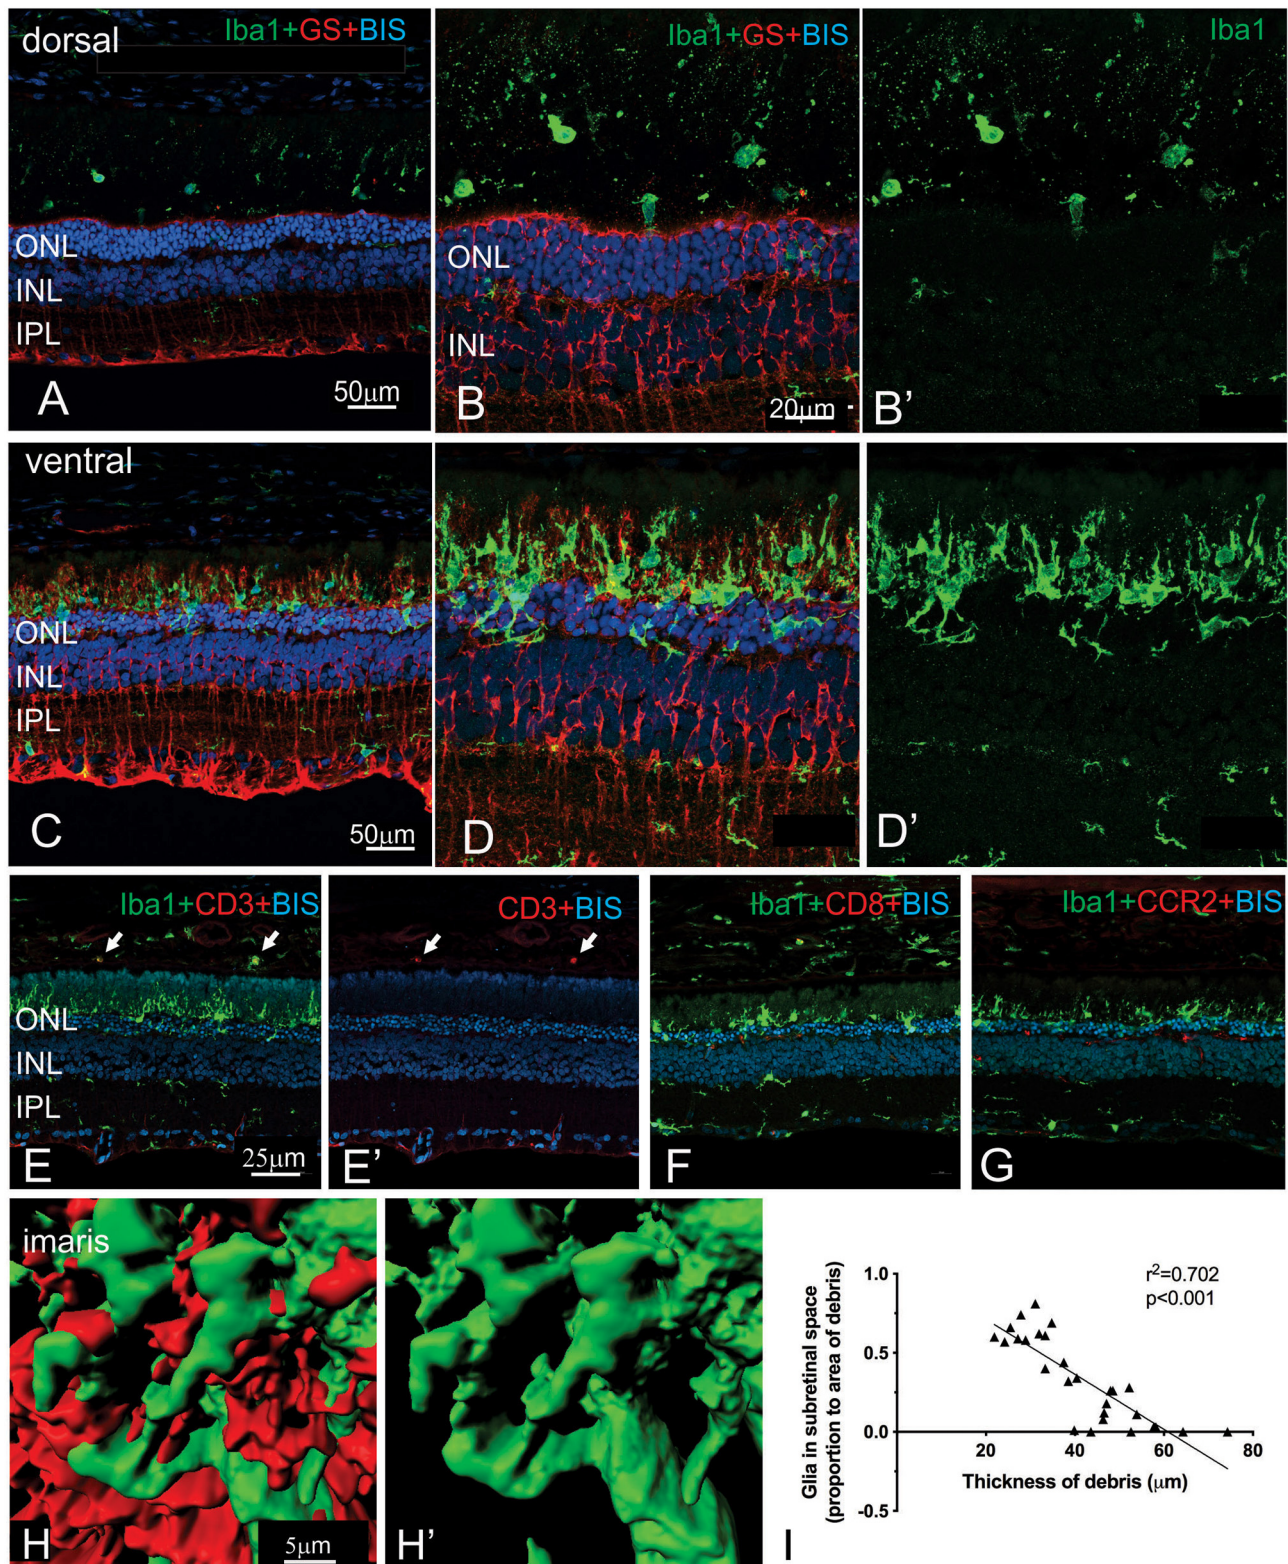 dorsal
Iba1+GS+BIS
ONL
INL
IPL
A
50μm
Iba1+GS+BIS
ONL
INL
B
20μm
Iba1
B’
ventral
ONL
INL
IPL
C
50μm
D
D’
Iba1+CD3+BIS
ONL
INL
IPL
E
25μm
CD3+BIS
E’
Iba1+CD8+BIS
F
Iba1+CCR2+BIS
G
imaris
H
5μm
H’
r²=0.702
p<0.001
Glia in subretinal space
(proportion to area of debris)
1.0
0.5
0.0
-0.5
20
40
60
80
Thickness of debris (μm)
I